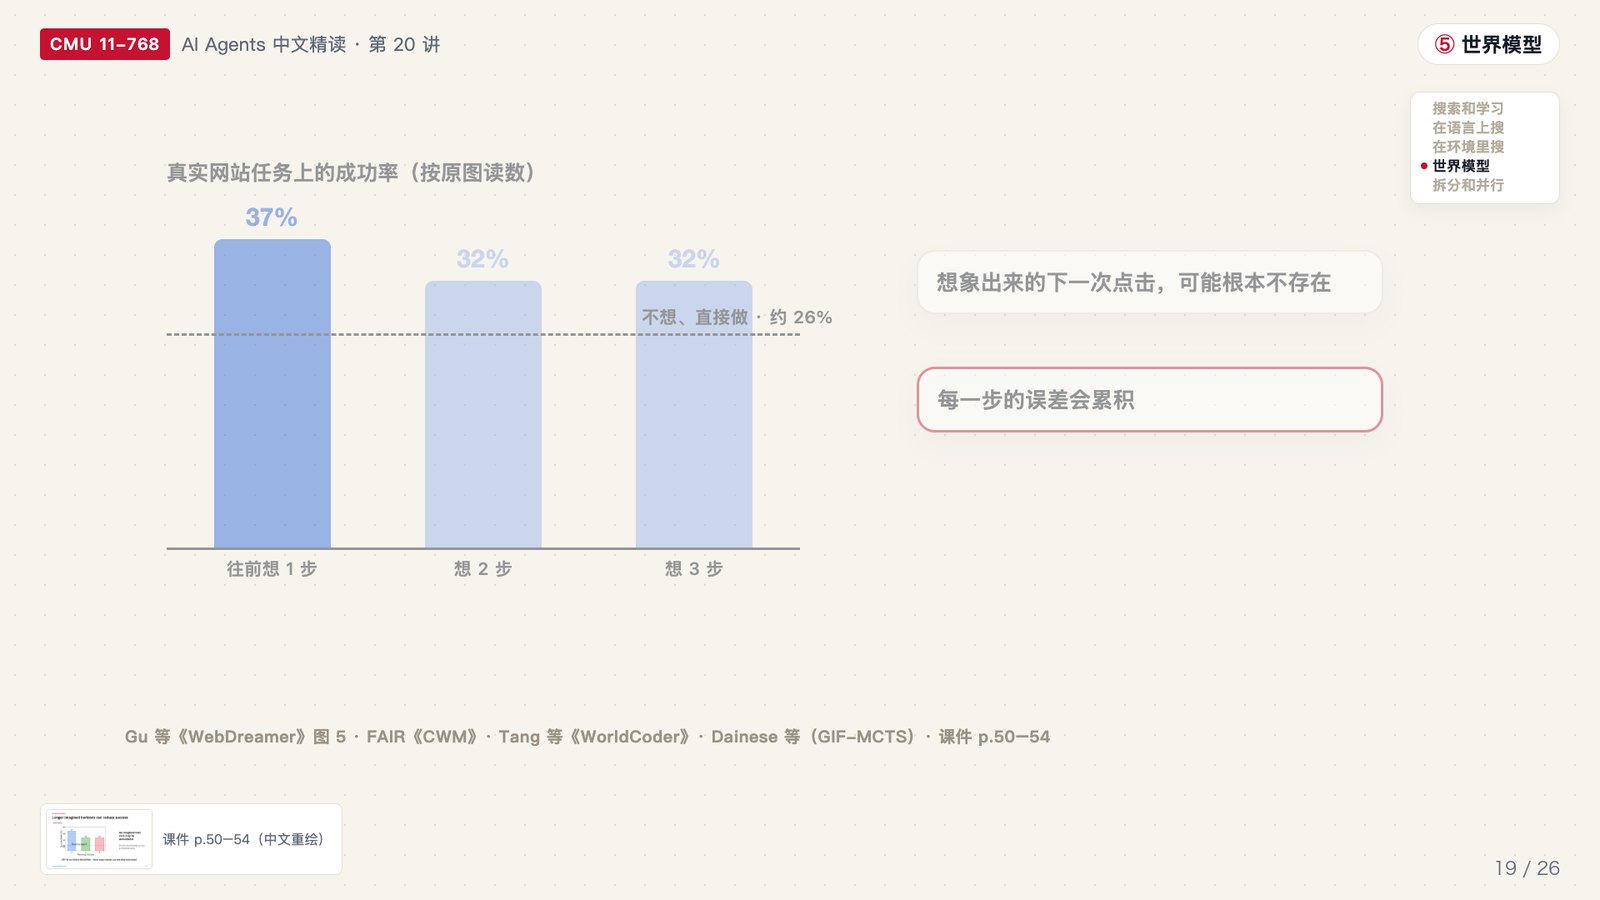 CMU 11-768 AI Agents 中文精读 · 第 20 讲
⑤ 世界模型
搜索和学习
在语言上搜
在环境里搜
世界模型
拆分和并行
真实网站任务上的成功率（按原图读数）
37%
32%
32%
不想、直接做 · 约 26%
往前想 1 步
想 2 步
想 3 步
想象出来的下一次点击，可能根本不存在
每一步的误差会累积
Gu 等《WebDreamer》图 5 · FAIR《CWM》· Tang 等《WorldCoder》· Dainese 等（GIF-MCTS）· 课件 p.50—54
Longer imagined horizons can reduce success
课件 p.50—54（中文重绘）
19 / 26